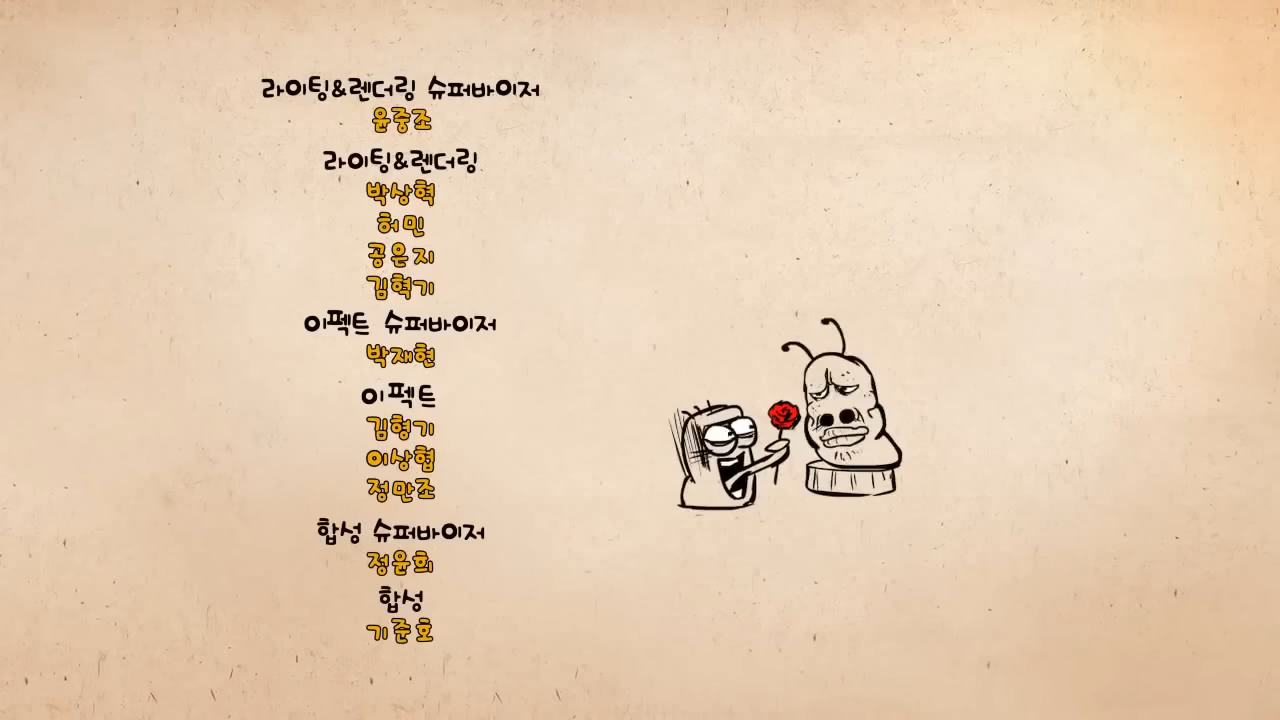 라이팅&렌더링 슈퍼바이저
윤중조
라이팅&렌더링
박상혁
허민
공은지
김혁기
이펙트 슈퍼바이저
박재현
이펙트
김형기
이상협
정만조
합성 슈퍼바이저
정윤희
합성
기준호